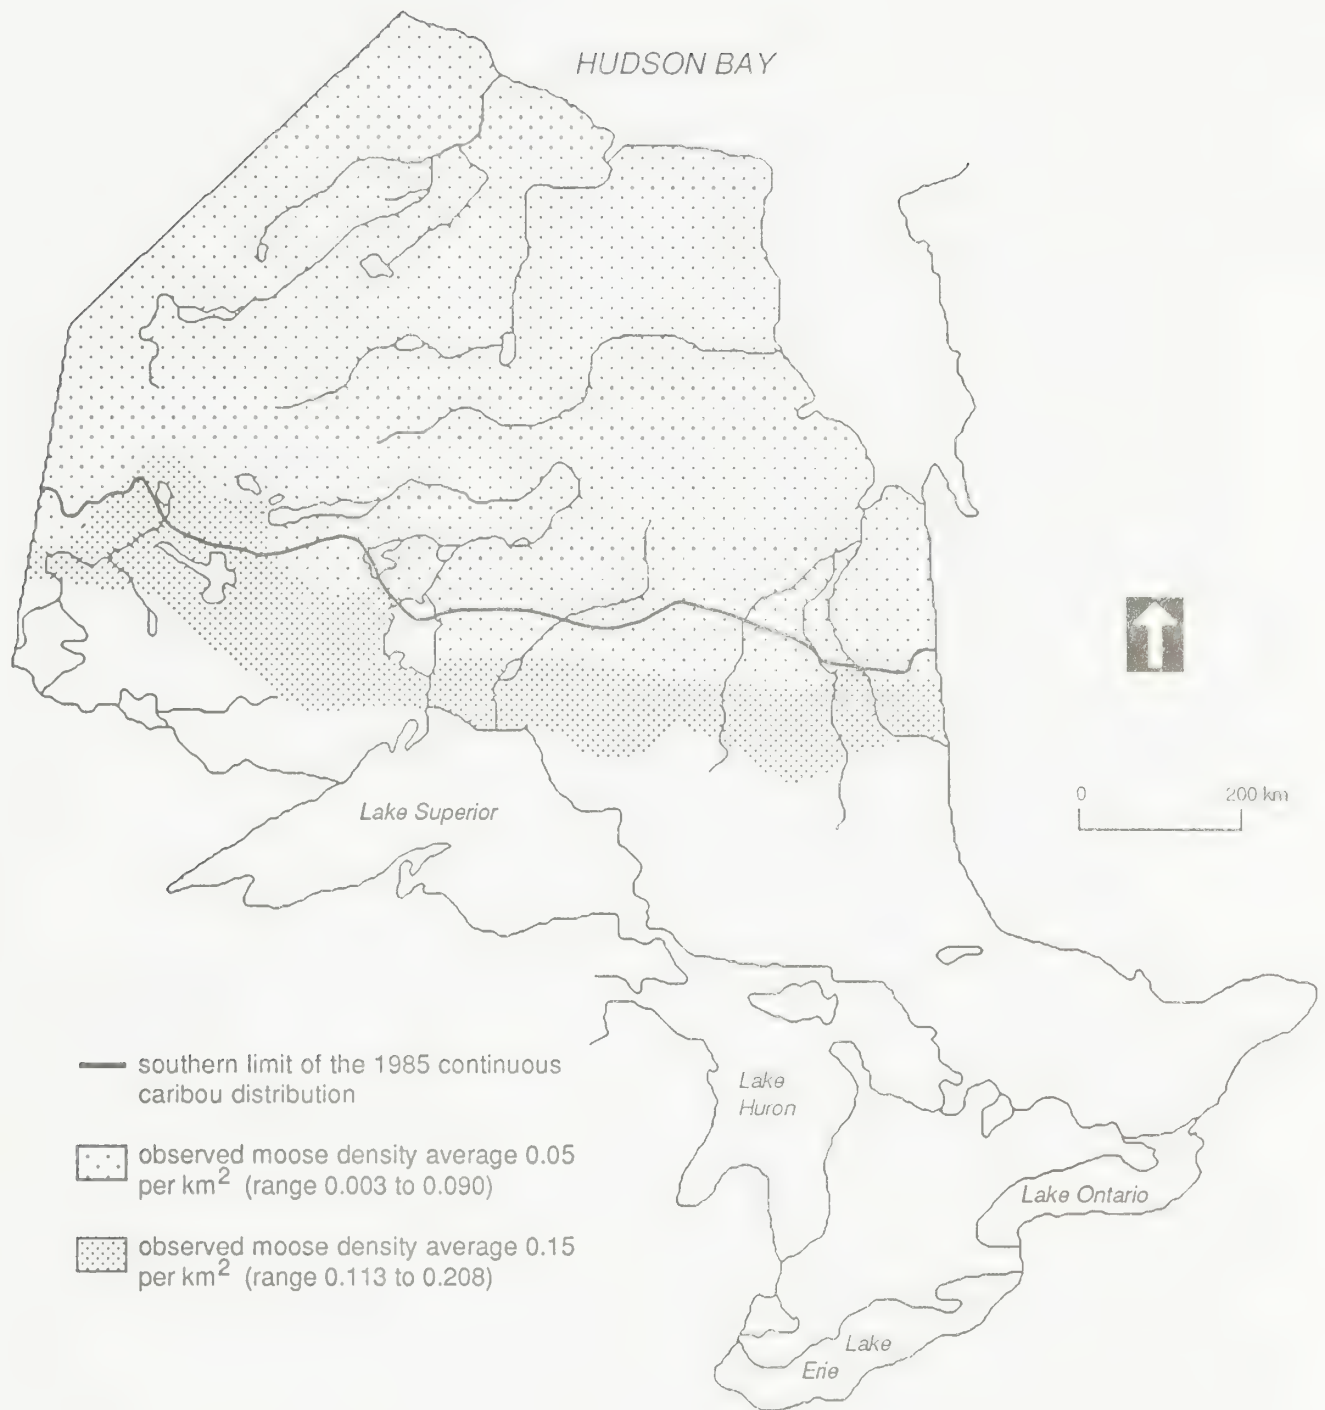 HUDSON BAY
0 200 km
Lake Superior
southern limit of the 1985 continuous
caribou distribution
Lake
Huron
observed moose density average 0.05
per km² (range 0.003 to 0.090)
Lake Ontario
observed moose density average 0.15
per km² (range 0.113 to 0.208)
Lake
Erie